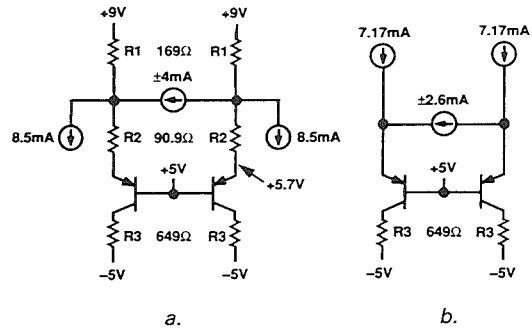 +9V +9V
R1 169Ω R1
±4mA
8.5mA 8.5mA
R2 90.9Ω R2
+5V
+5.7V
R3 649Ω R3
−5V −5V
a.
7.17mA 7.17mA
±2.6mA
+5V
R3 649Ω R3
−5V −5V
b.